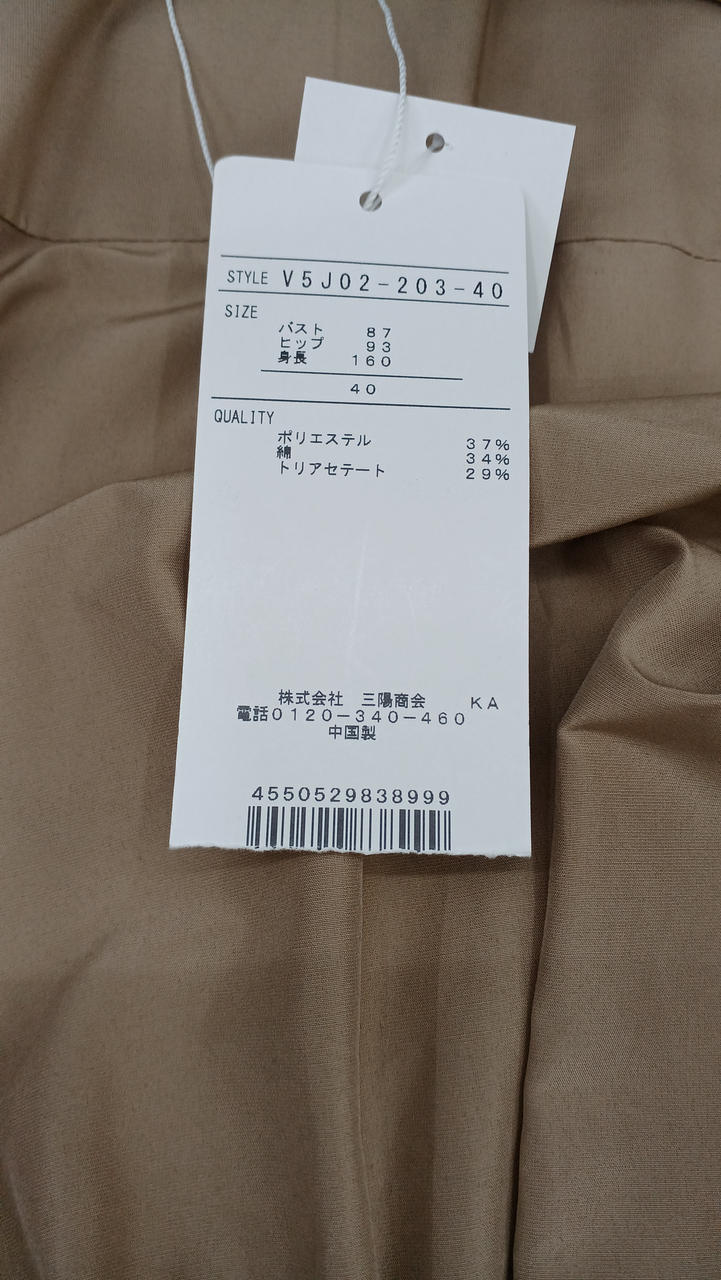 STYLE V5J02-203-40
SIZE
バスト 87
ヒップ 93
身長 160
40
QUALITY
ポリエステル 37%
綿 34%
トリアセテート 29%
株式会社 三陽商会 KA
電話0120-340-460
中国製
4550529838999